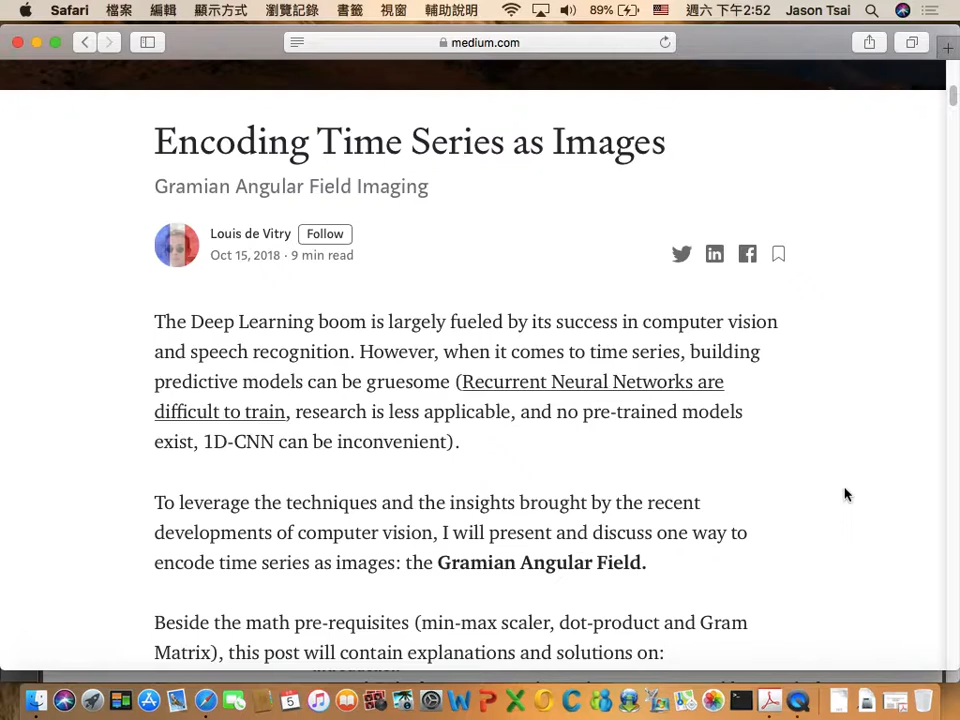 Safari 檔案 編輯 顯示方式 瀏覽記錄 書籤 視窗 輔助說明 89% 週六 下午2:52 Jason Tsai
medium.com
Encoding Time Series as Images
Gramian Angular Field Imaging
Louis de Vitry Follow
Oct 15, 2018 · 9 min read
The Deep Learning boom is largely fueled by its success in computer vision
and speech recognition. However, when it comes to time series, building
predictive models can be gruesome (Recurrent Neural Networks are
difficult to train, research is less applicable, and no pre-trained models
exist, 1D-CNN can be inconvenient).
To leverage the techniques and the insights brought by the recent
developments of computer vision, I will present and discuss one way to
encode time series as images: the Gramian Angular Field.
Beside the math pre-requisites (min-max scaler, dot-product and Gram
Matrix), this post will contain explanations and solutions on: